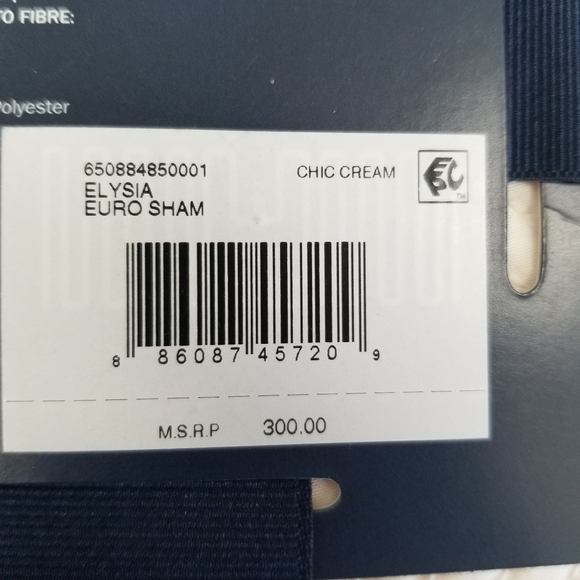 TO FIBRE:
Polyester
650884850001 CHIC CREAM
ELYSIA
EURO SHAM
8 86087 45720 9
M.S.R.P 300.00